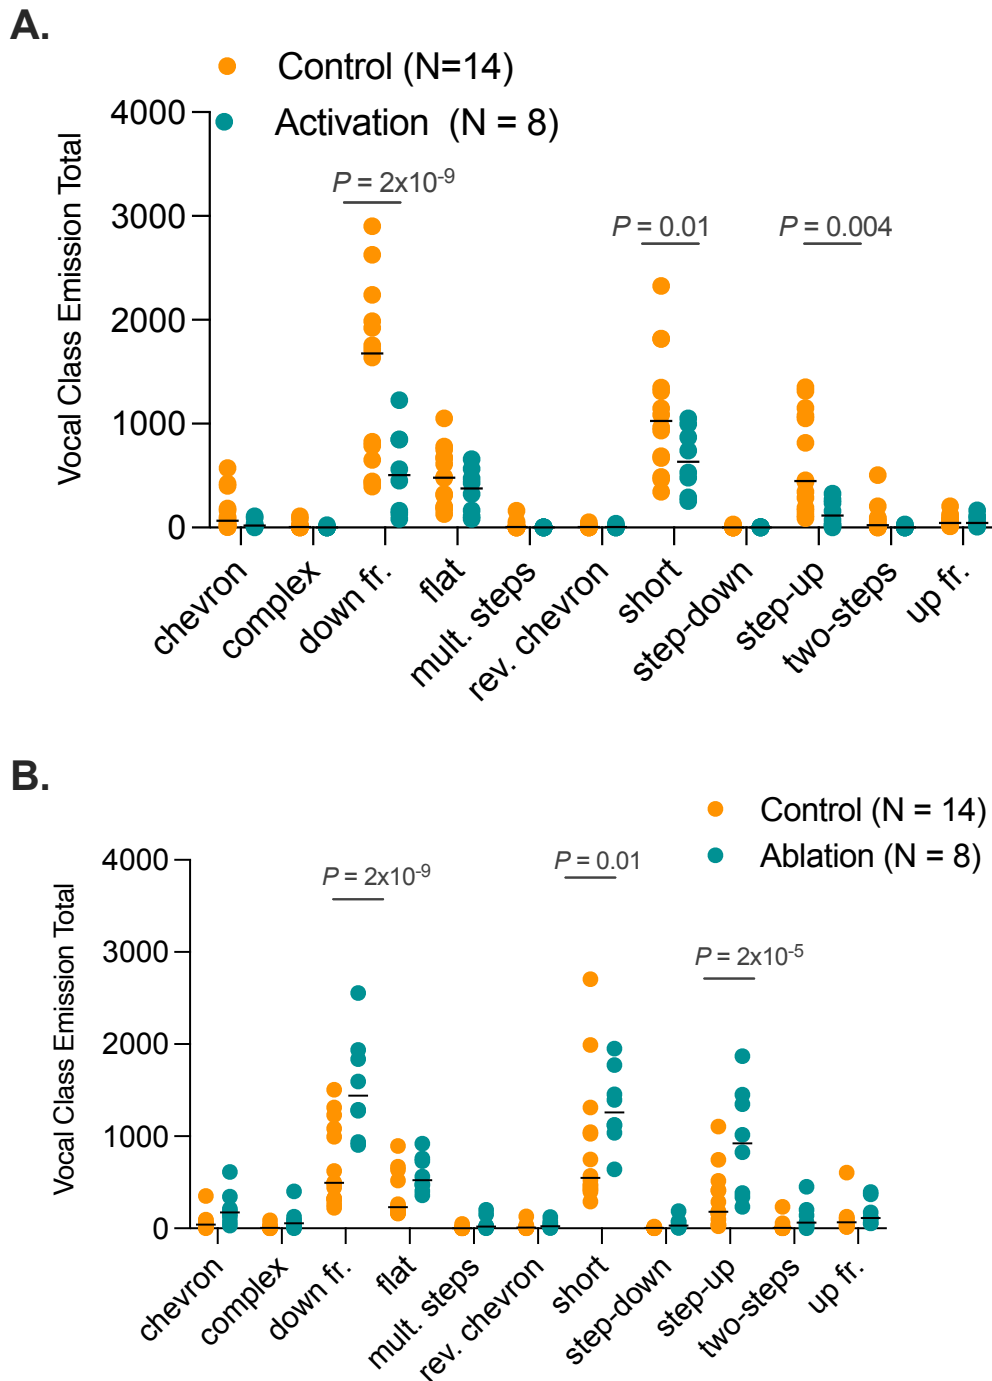 A.
Control (N=14)
Activation (N = 8)
Vocal Class Emission Total
4000
3000
2000
1000
0
P = 2x10-9
P = 0.01
P = 0.004
chevron
complex
down fr.
flat
mult. steps
rev. chevron
short
step-down
step-up
two-steps
up fr.
B.
Control (N = 14)
Ablation (N = 8)
Vocal Class Emission Total
4000
3000
2000
1000
0
P = 2x10-9
P = 0.01
P = 2x10-5
chevron
complex
down fr.
flat
mult. steps
rev. chevron
short
step-down
step-up
two-steps
up fr.